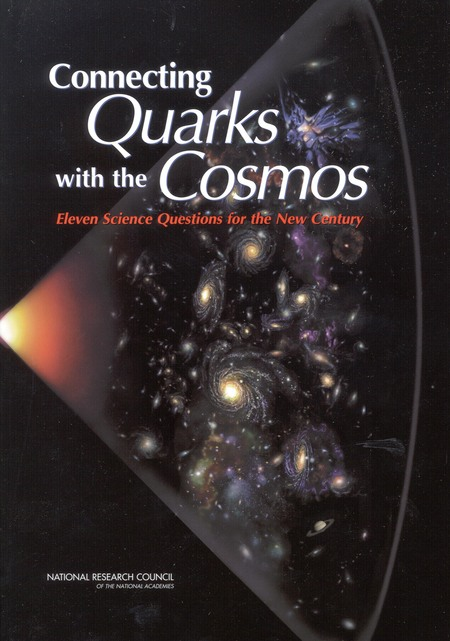 Connecting
Quarks
with the Cosmos
Eleven Science Questions for the New Century
NATIONAL RESEARCH COUNCIL
OF THE NATIONAL ACADEMIES